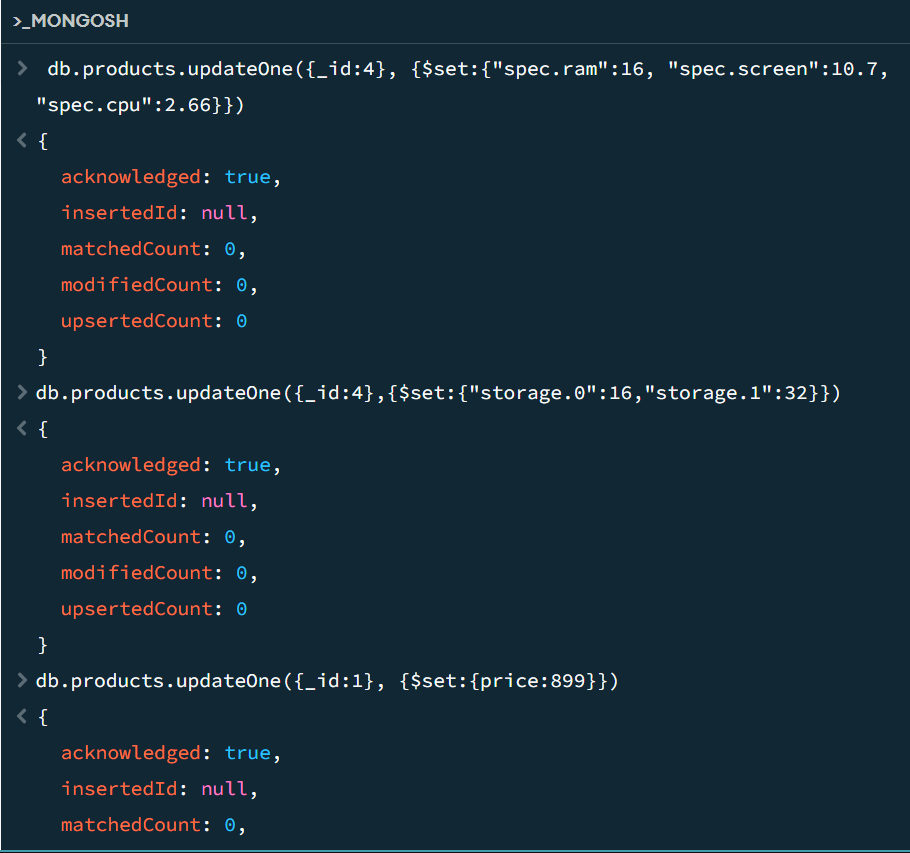 >_MONGOSH
> db.products.updateOne({_id:4}, {$set:{"spec.ram":16, "spec.screen":10.7,
"spec.cpu":2.66}})
< {
acknowledged: true,
insertedId: null,
matchedCount: 0,
modifiedCount: 0,
upsertedCount: 0
}
> db.products.updateOne({_id:4},{$set:{"storage.0":16,"storage.1":32}})
< {
acknowledged: true,
insertedId: null,
matchedCount: 0,
modifiedCount: 0,
upsertedCount: 0
}
> db.products.updateOne({_id:1}, {$set:{price:899}})
< {
acknowledged: true,
insertedId: null,
matchedCount: 0,